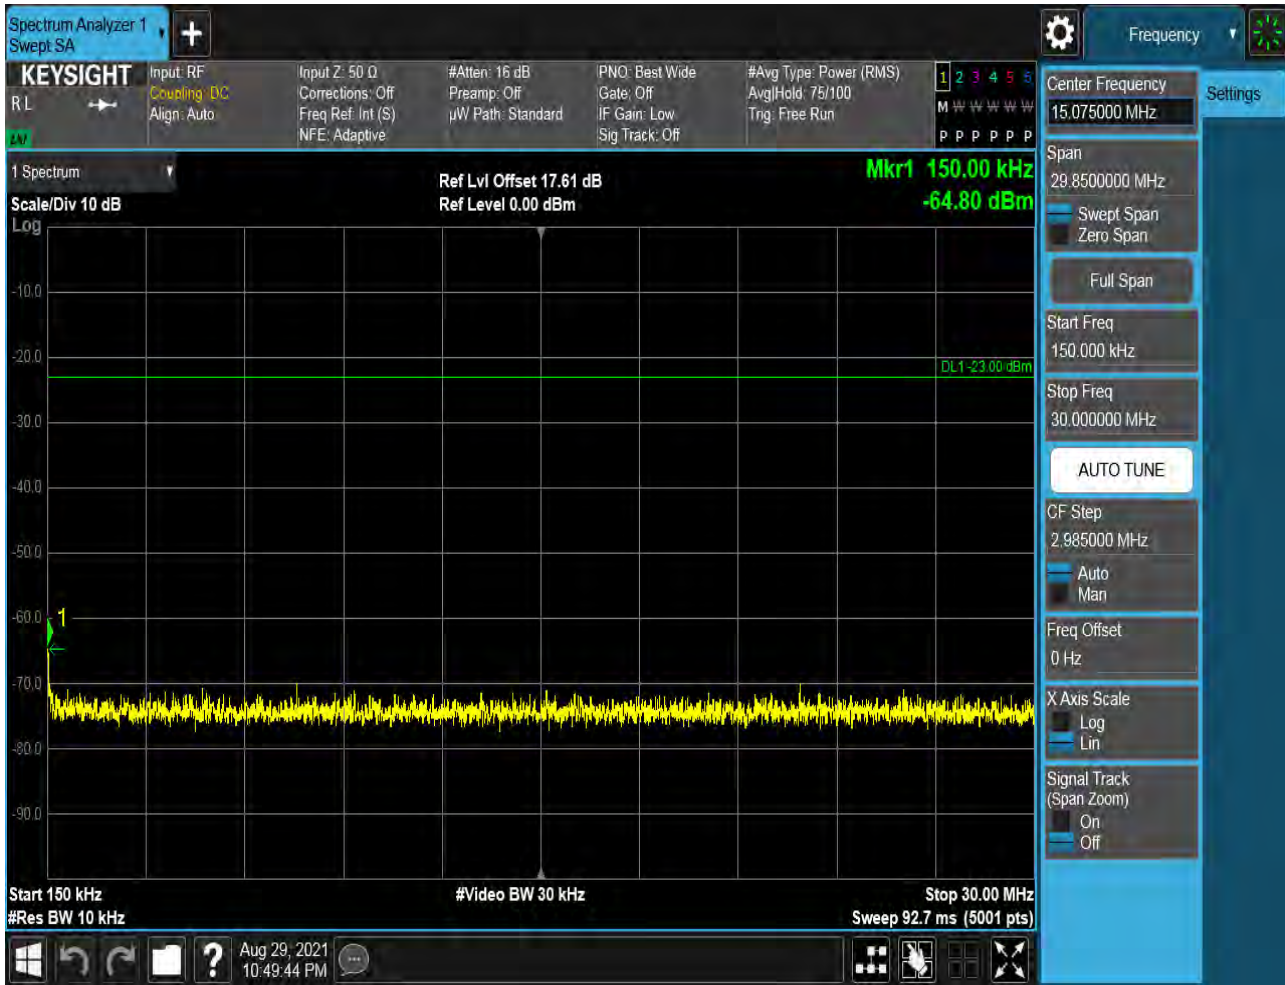 Spectrum Analyzer 1
Swept SA
Frequency
KEYSIGHT
R L
LNI
Input: RF
Coupling: DC
Align: Auto
Input Z: 50 Ω
Corrections: Off
Freq Ref: Int (S)
NFE: Adaptive
#Atten: 16 dB
Preamp: Off
µW Path: Standard
PNO: Best Wide
Gate: Off
IF Gain: Low
Sig Track: Off
#Avg Type: Power (RMS)
Avg|Hold: 75/100
Trig: Free Run
1 2 3 4 5 6
M W W W W W
P P P P P P
1 Spectrum
Scale/Div 10 dB
Log
Ref Lvl Offset 17.61 dB
Ref Level 0.00 dBm
Mkr1 150.00 kHz
-64.80 dBm
-10.0
-20.0
DL1 -23.00 dBm
-30.0
-40.0
-50.0
-60.0
1
-70.0
-80.0
-90.0
Start 150 kHz
#Res BW 10 kHz
#Video BW 30 kHz
Stop 30.00 MHz
Sweep 92.7 ms (5001 pts)
Center Frequency
15.075000 MHz
Settings
Span
29.8500000 MHz
Swept Span
Zero Span
Full Span
Start Freq
150.000 kHz
Stop Freq
30.000000 MHz
AUTO TUNE
CF Step
2.985000 MHz
Auto
Man
Freq Offset
0 Hz
X Axis Scale
Log
Lin
Signal Track
(Span Zoom)
On
Off
?
Aug 29, 2021
10:49:44 PM